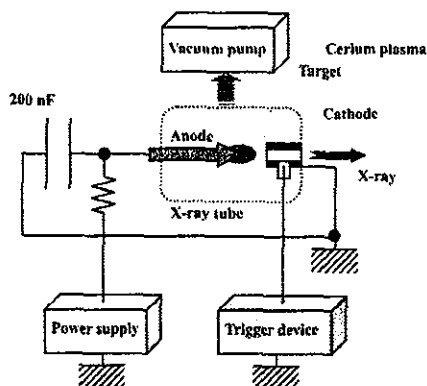 Vacuum pump
Cerium plasma
Target
200 nF
Anode
Cathode
X-ray
X-ray tube
Power supply
Trigger device